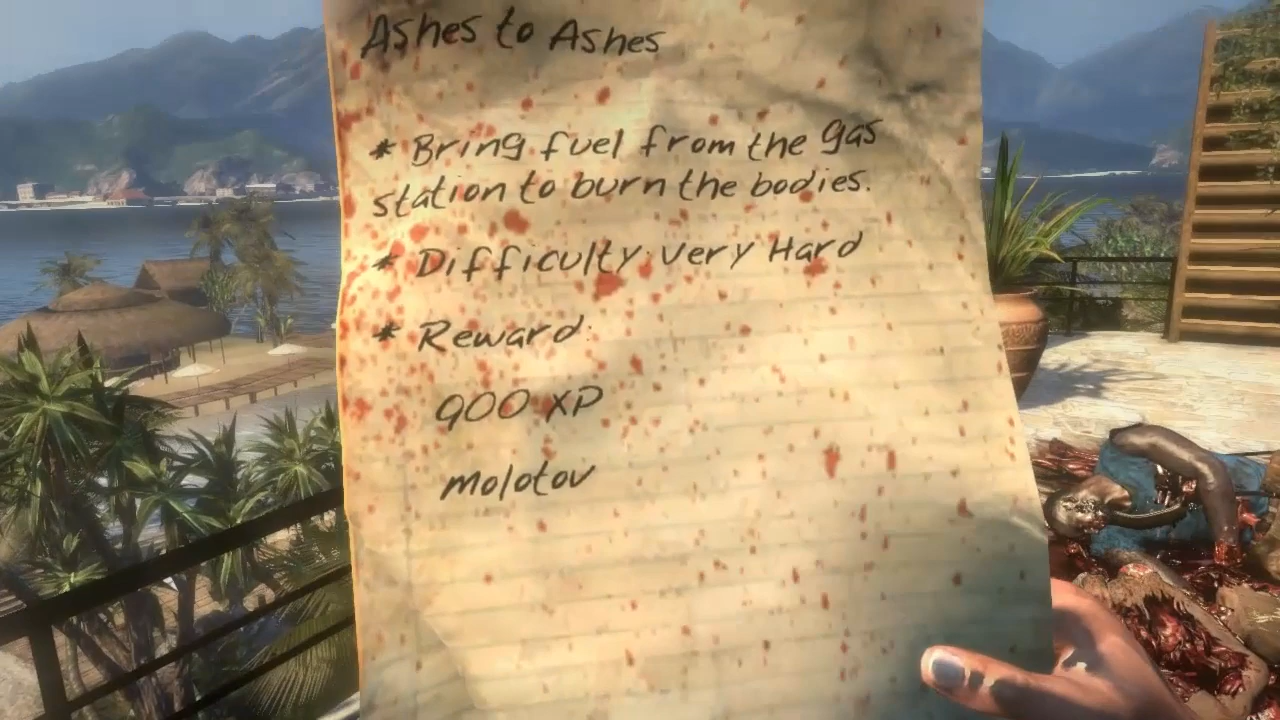 Ashes to Ashes
* Bring fuel from the gas
station to burn the bodies.
* Difficulty: Very Hard
* Reward:
900 XP
Molotov